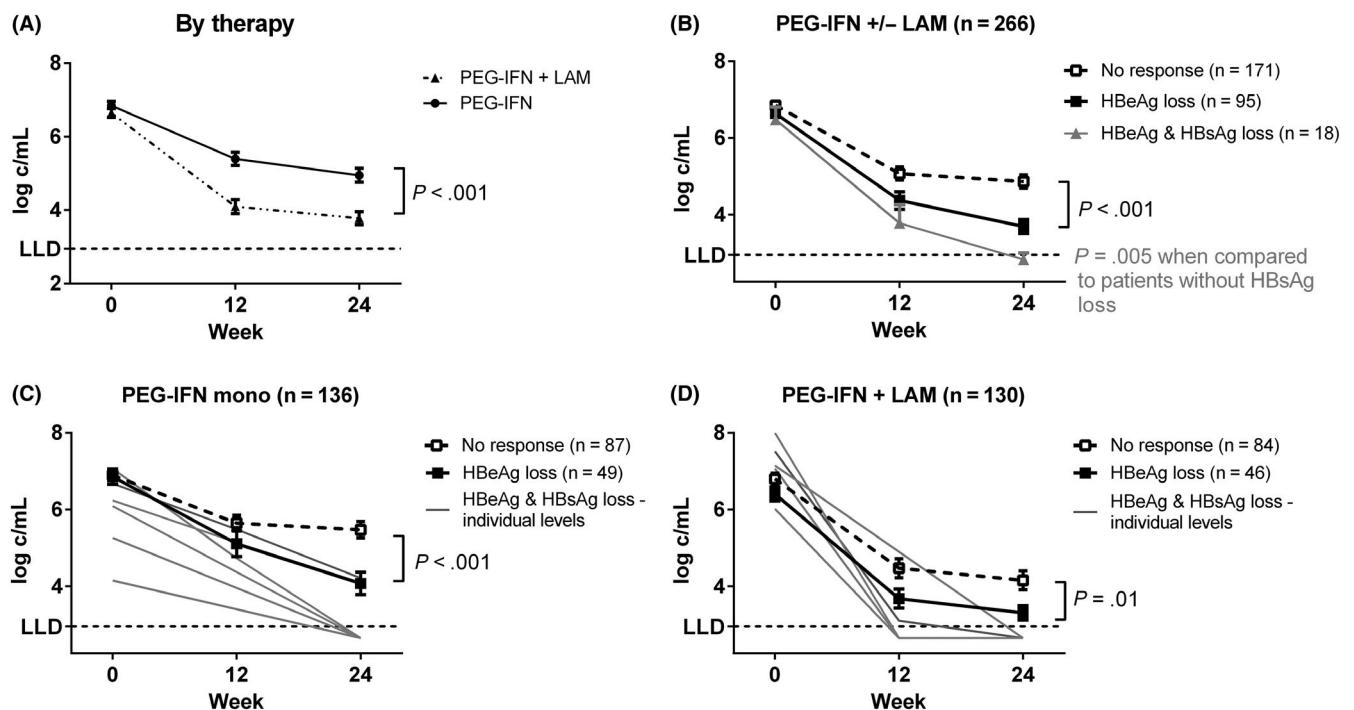 (A)
By therapy
8
6
4
LLD
2
log c/mL
0 12 24
Week
PEG-IFN + LAM
PEG-IFN
P < .001
(B)
PEG-IFN +/– LAM (n = 266)
8
6
4
LLD
log c/mL
0 12 24
Week
No response (n = 171)
HBeAg loss (n = 95)
HBeAg & HBsAg loss (n = 18)
P < .001
P = .005 when compared
to patients without HBsAg
loss
(C)
PEG-IFN mono (n = 136)
8
6
4
LLD
log c/mL
0 12 24
Week
No response (n = 87)
HBeAg loss (n = 49)
HBeAg & HBsAg loss -
individual levels
P < .001
(D)
PEG-IFN + LAM (n = 130)
8
6
4
LLD
log c/mL
0 12 24
Week
No response (n = 84)
HBeAg loss (n = 46)
HBeAg & HBsAg loss -
individual levels
P = .01